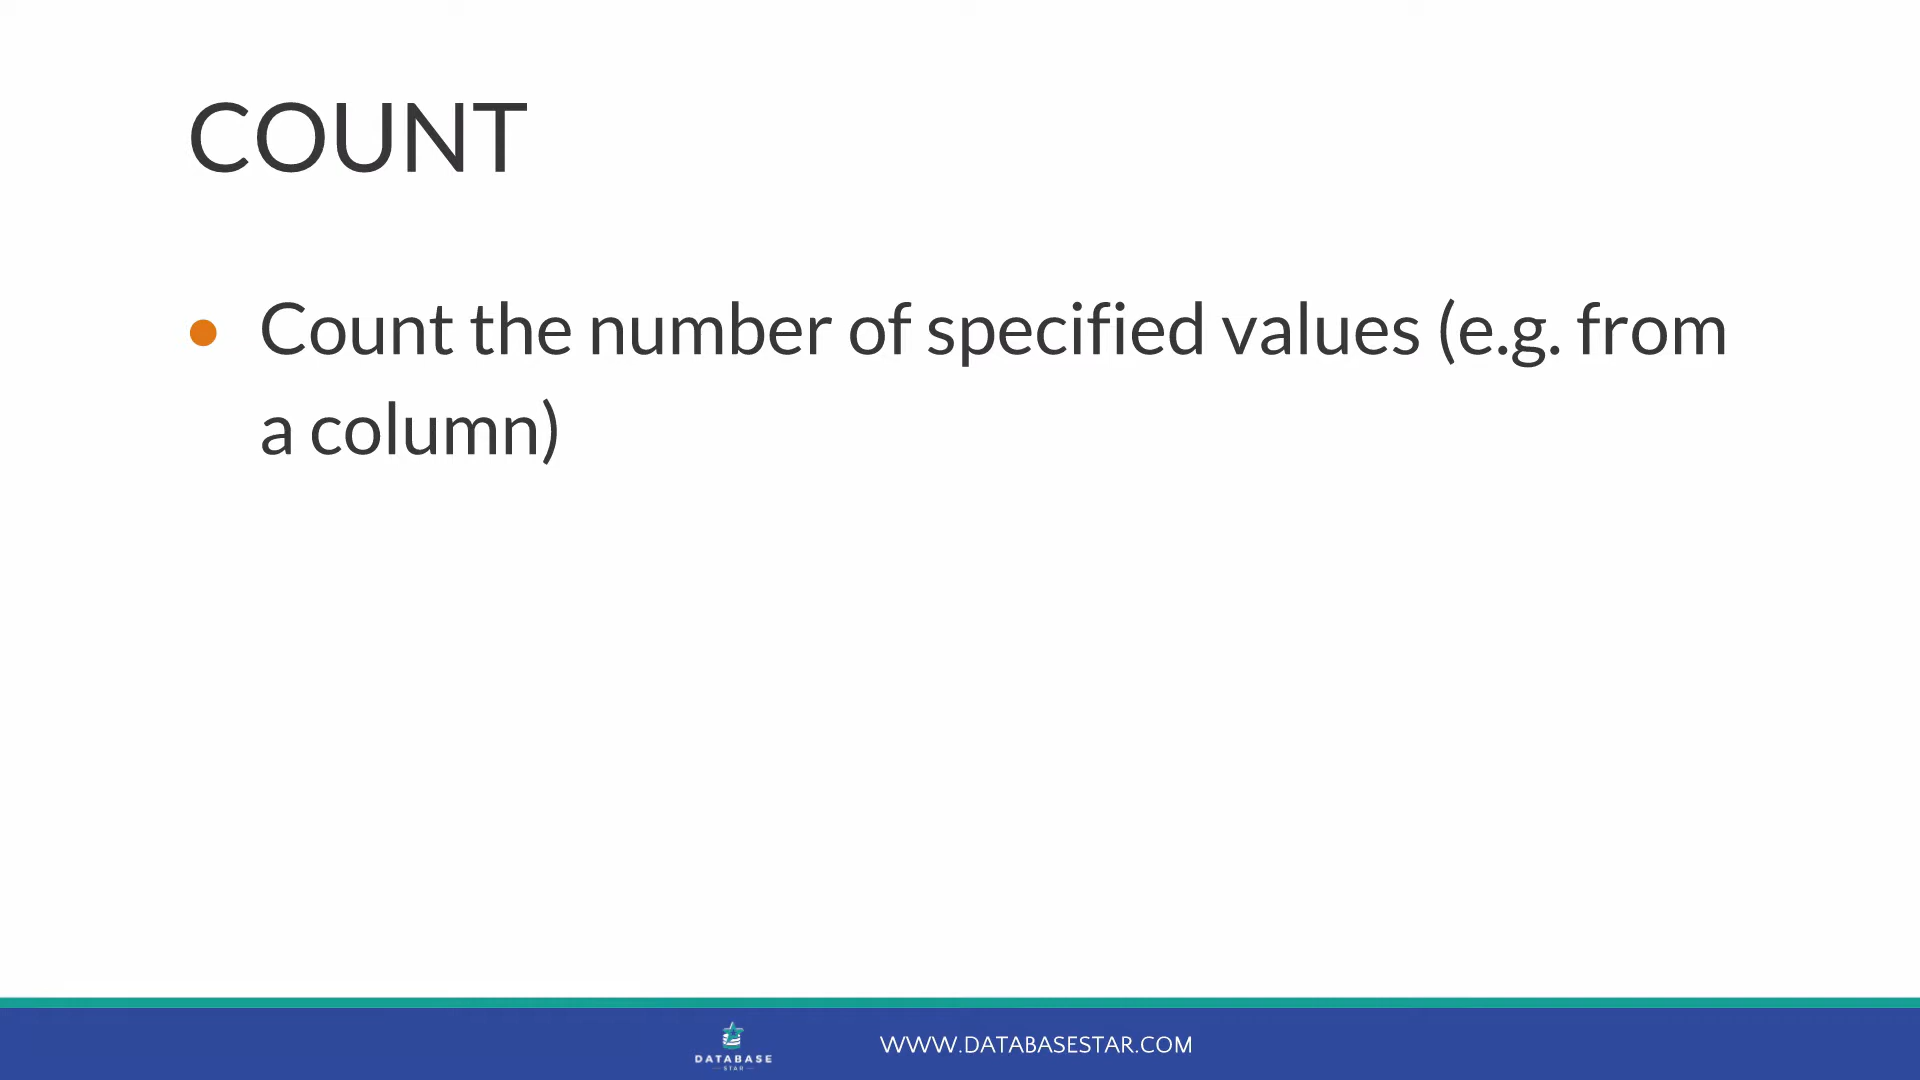 COUNT
Count the number of specified values (e.g. from
a column)
DATABASE
STAR
WWW.DATABASESTAR.COM